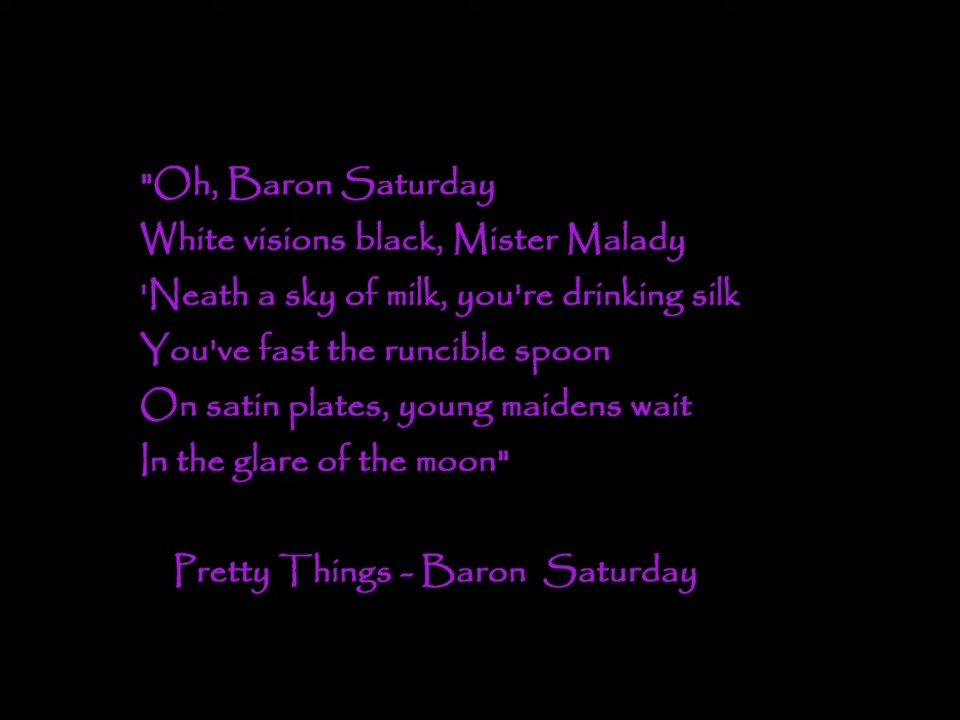 "Oh, Baron Saturday
White visions black, Mister Malady
'Neath a sky of milk, you're drinking silk
You've fast the runcible spoon
On satin plates, young maidens wait
In the glare of the moon"
Pretty Things - Baron Saturday